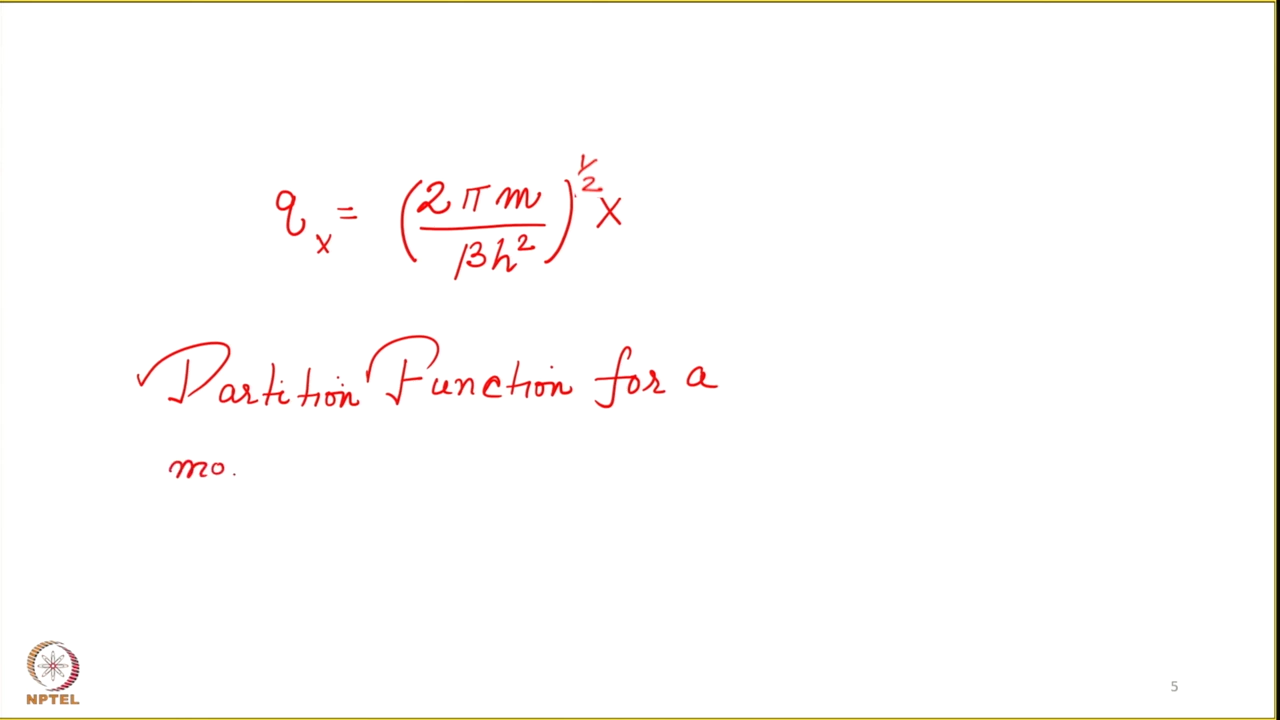 q_x = (2πm / βh²)^½ X
Partition Function for a
mo.
NPTEL
5